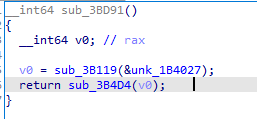 __int64 sub_3BD91()
{
__int64 v0; // rax
v0 = sub_3B119(&unk_1B4027);
return sub_3B4D4(v0);
}